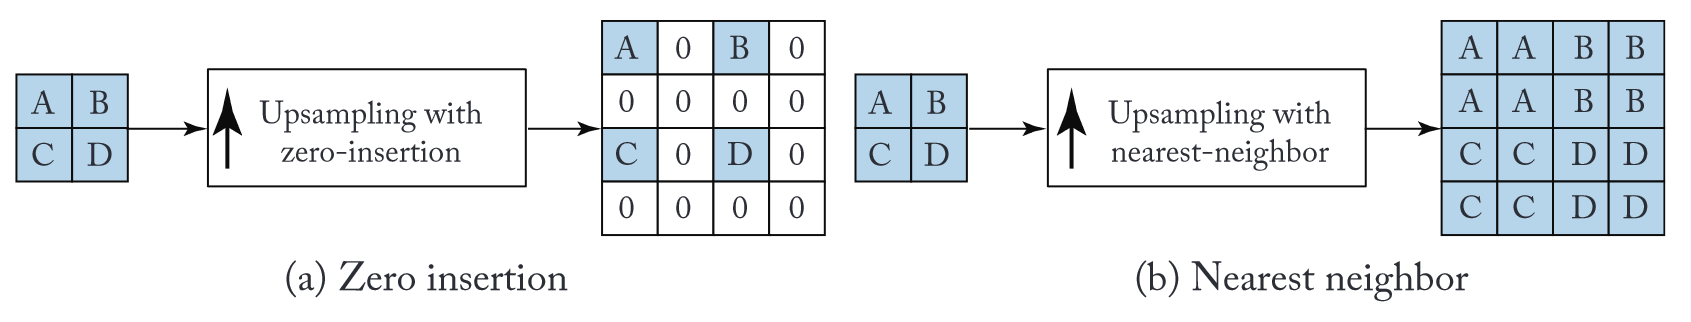 A B
C D
Upsampling with
zero-insertion
A 0 B 0
0 0 0 0
C 0 D 0
0 0 0 0
(a) Zero insertion
A B
C D
Upsampling with
nearest-neighbor
A A B B
A A B B
C C D D
C C D D
(b) Nearest neighbor